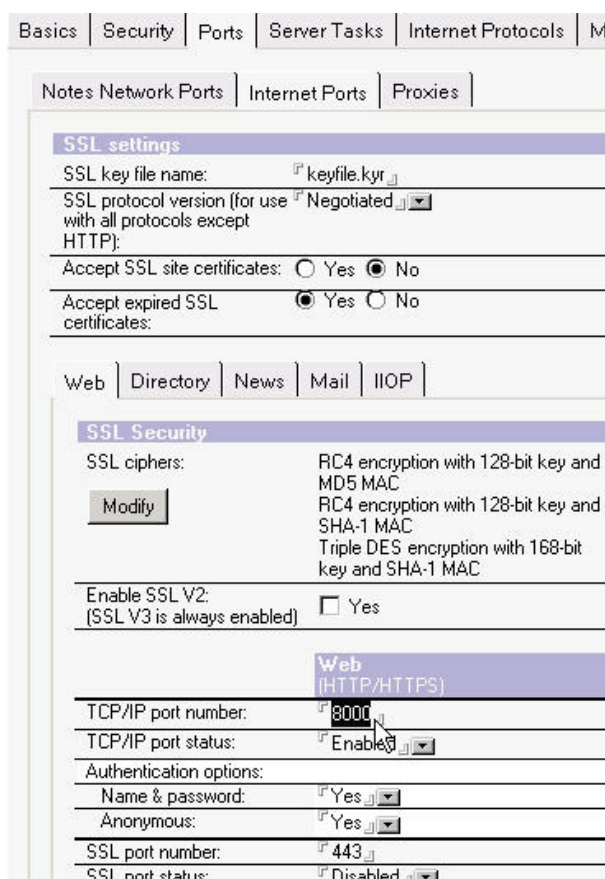 Basics Security Ports Server Tasks Internet Protocols M
Notes Network Ports Internet Ports Proxies
SSL settings
SSL key file name: keyfile.kyr
SSL protocol version (for use Negotiated
with all protocols except
HTTP):
Accept SSL site certificates: Yes No
Accept expired SSL Yes No
certificates:
Web Directory News Mail IIOP
SSL Security
SSL ciphers: RC4 encryption with 128-bit key and
MD5 MAC
Modify RC4 encryption with 128-bit key and
SHA-1 MAC
Triple DES encryption with 168-bit
key and SHA-1 MAC
Enable SSL V2: Yes
(SSL V3 is always enabled)
Web
(HTTP/HTTPS)
TCP/IP port number: 8000
TCP/IP port status: Enabled
Authentication options:
Name & password: Yes
Anonymous: Yes
SSL port number: 443
SSL port status: Disabled